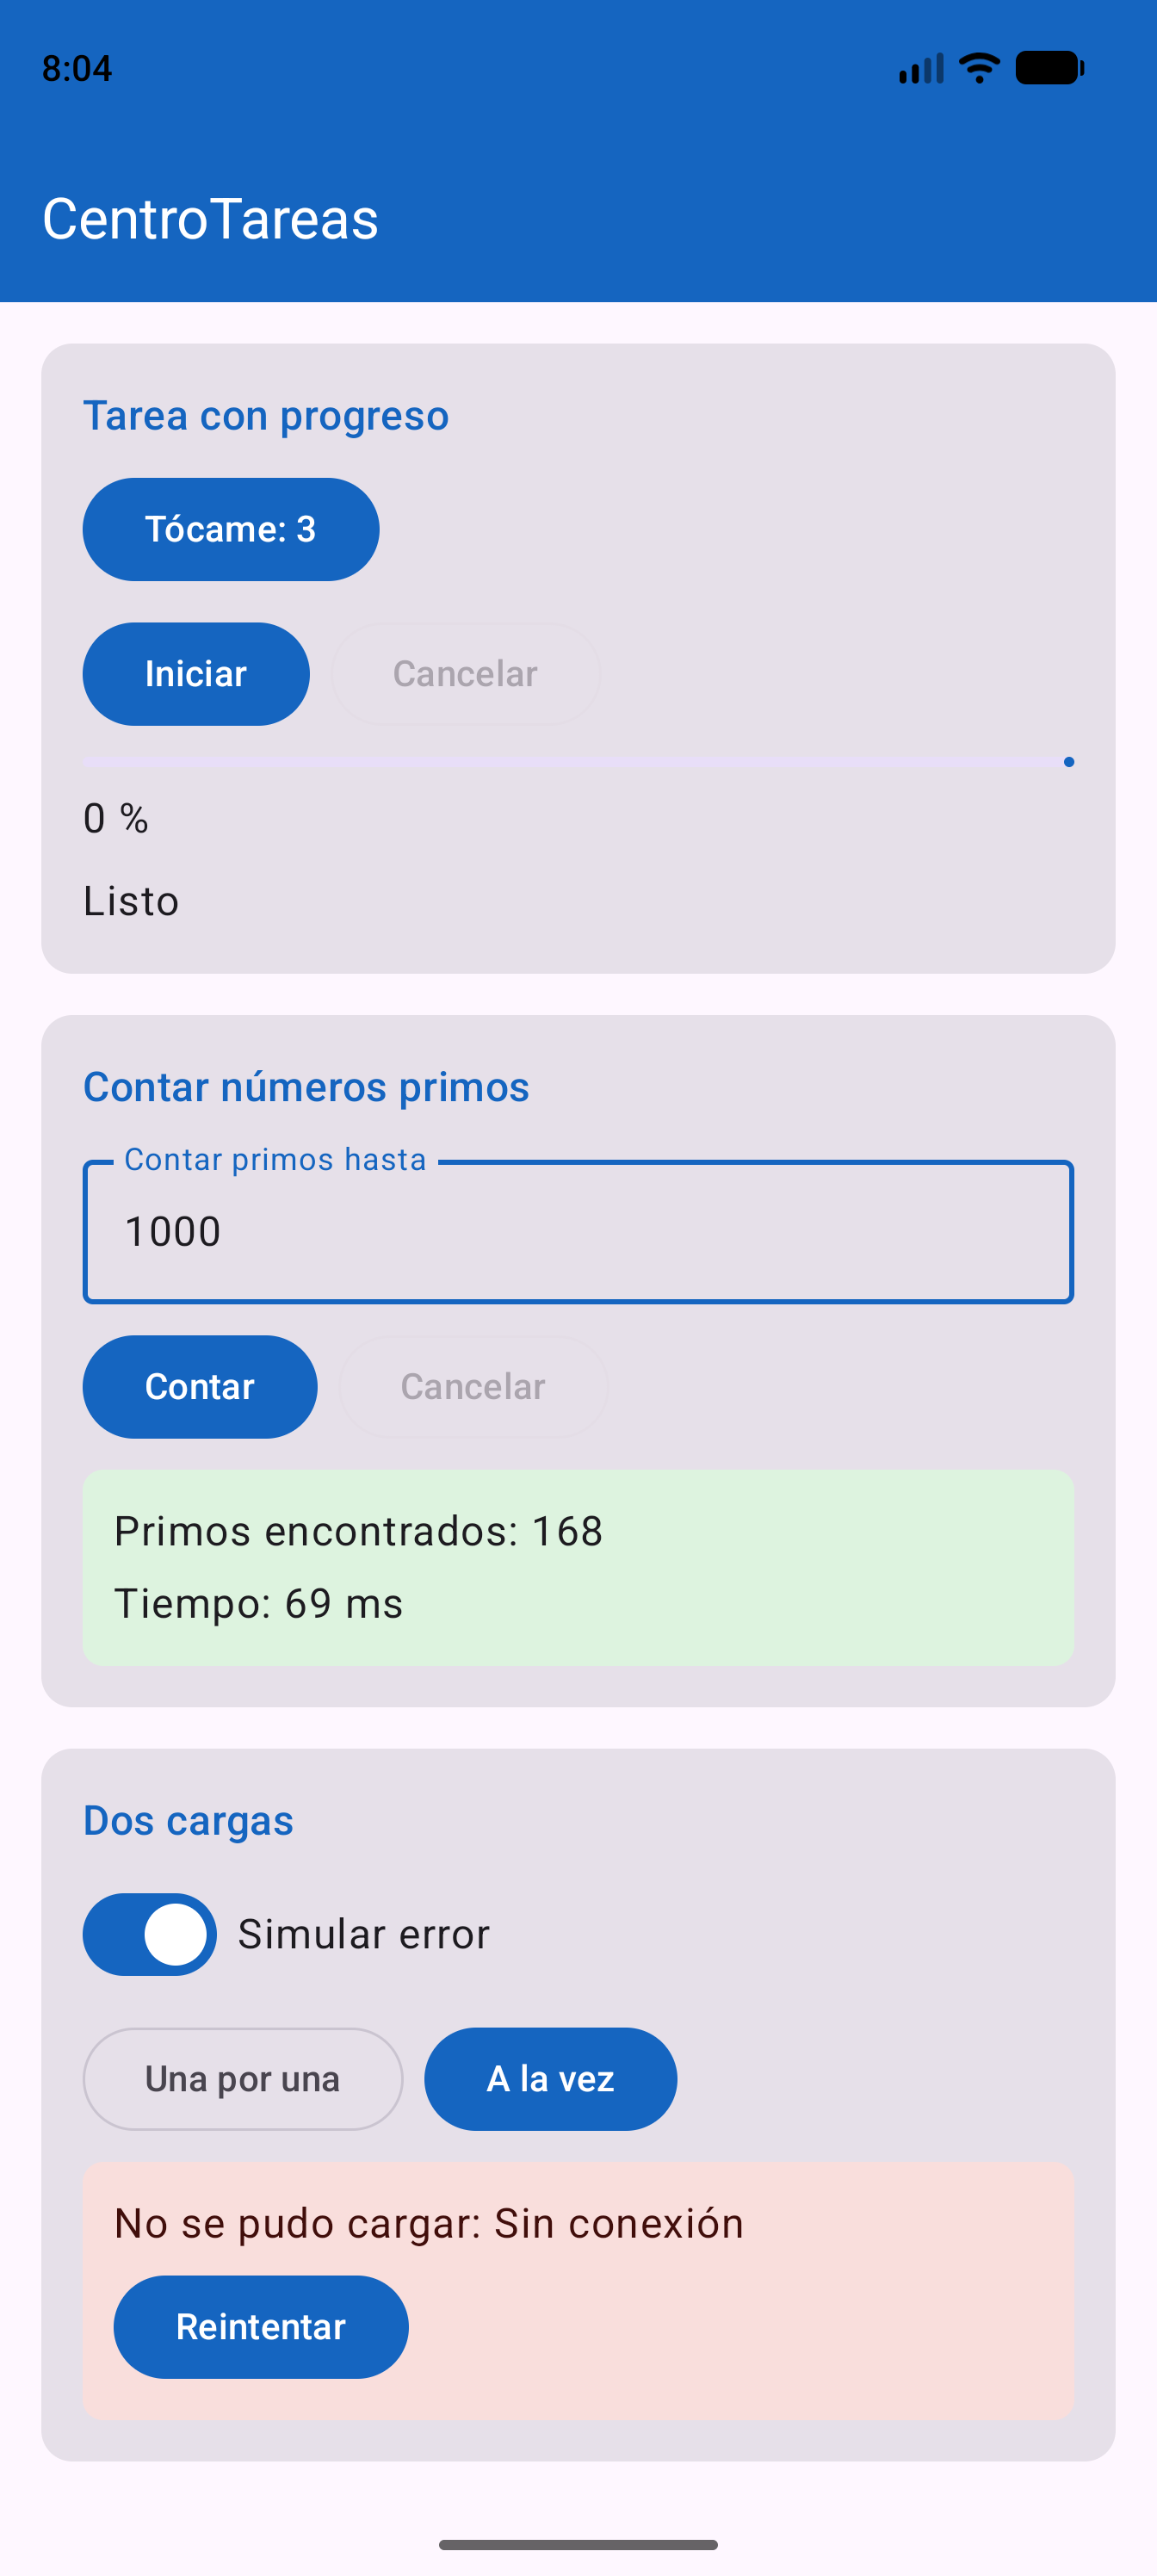 8:04
CentroTareas
Tarea con progreso
Tócame: 3
Iniciar
Cancelar
0 %
Listo
Contar números primos
Contar primos hasta
1000
Contar
Cancelar
Primos encontrados: 168
Tiempo: 69 ms
Dos cargas
Simular error
Una por una
A la vez
No se pudo cargar: Sin conexión
Reintentar